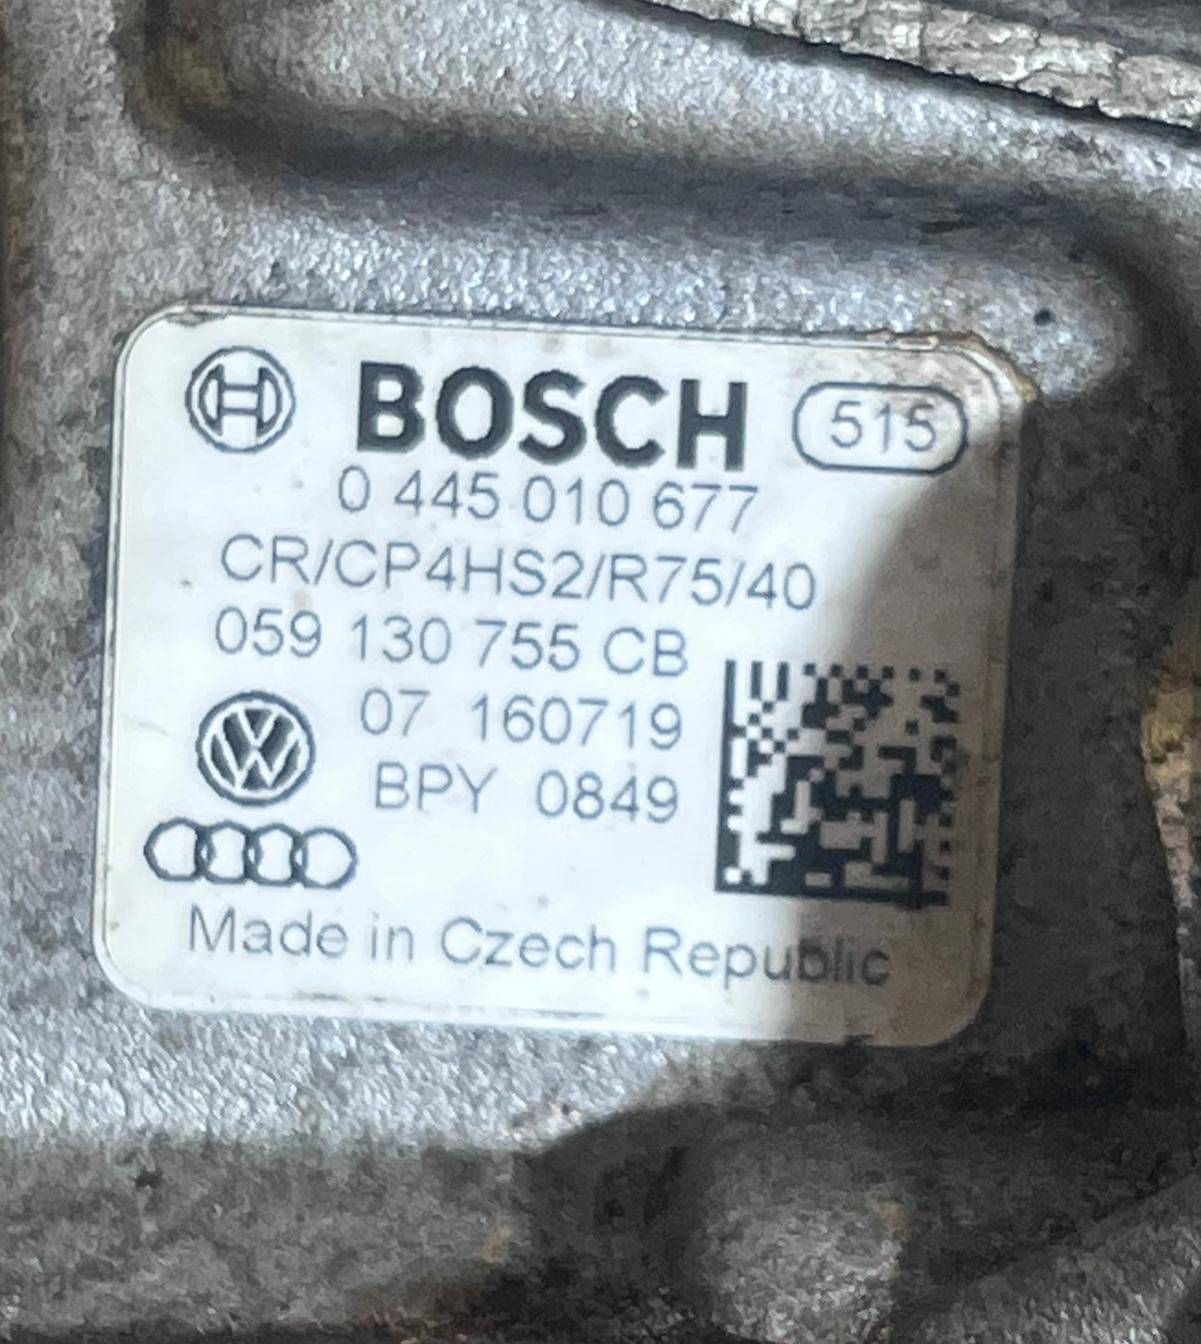 BOSCH 515
0 445 010 677
CR/CP4HS2/R75/40
059 130 755 CB
07 160719
BPY 0849
Made in Czech Republic